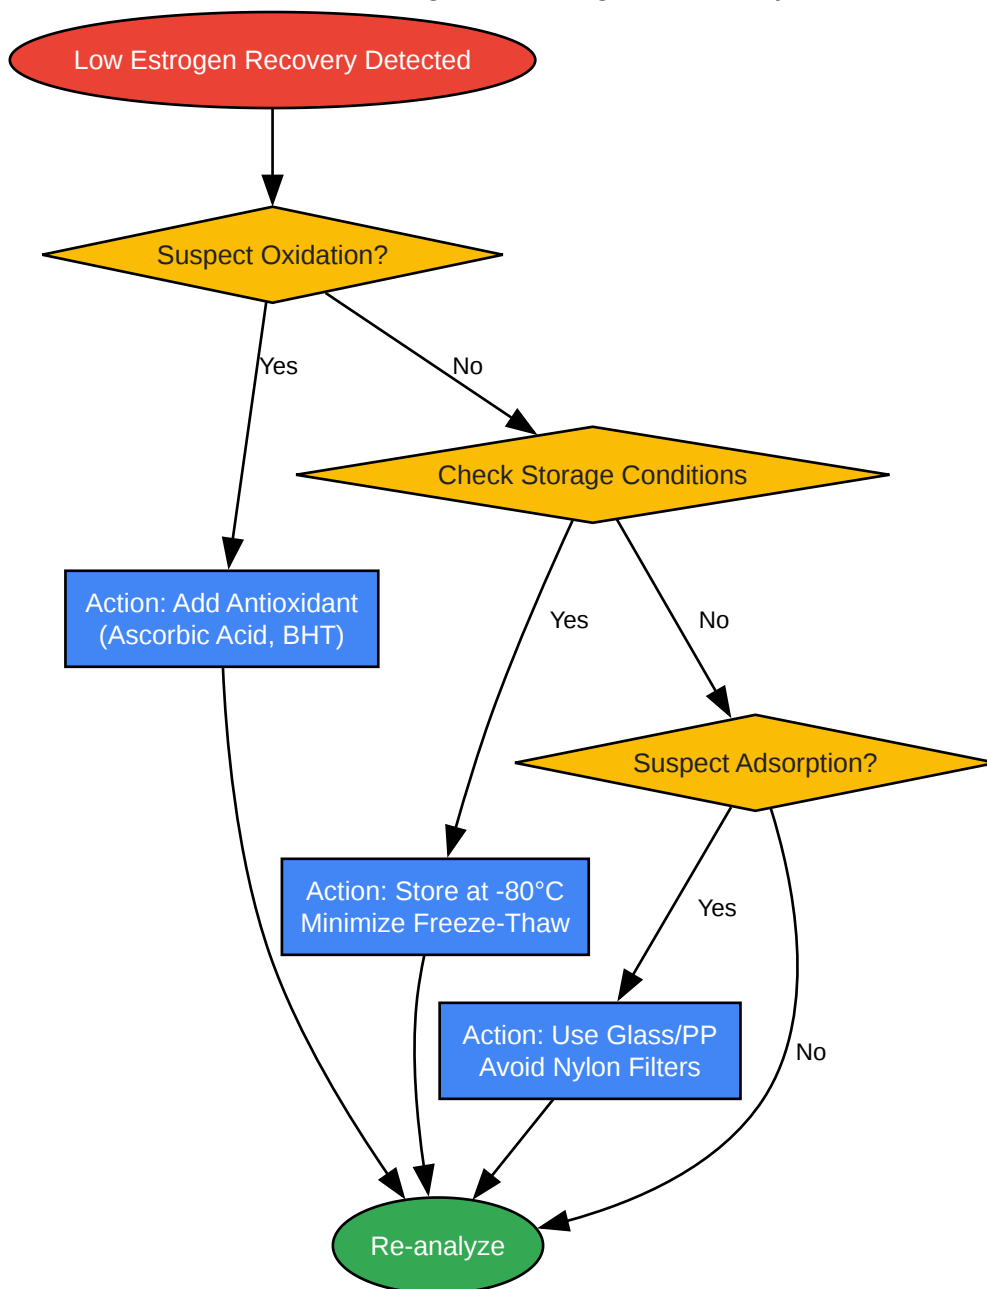 Low Estrogen Recovery Detected
Suspect Oxidation?
Yes
No
Check Storage Conditions
Action: Add Antioxidant
(Ascorbic Acid, BHT)
Yes
No
Suspect Adsorption?
Action: Store at -80°C
Minimize Freeze-Thaw
Yes
Action: Use Glass/PP
Avoid Nylon Filters
No
Re-analyze